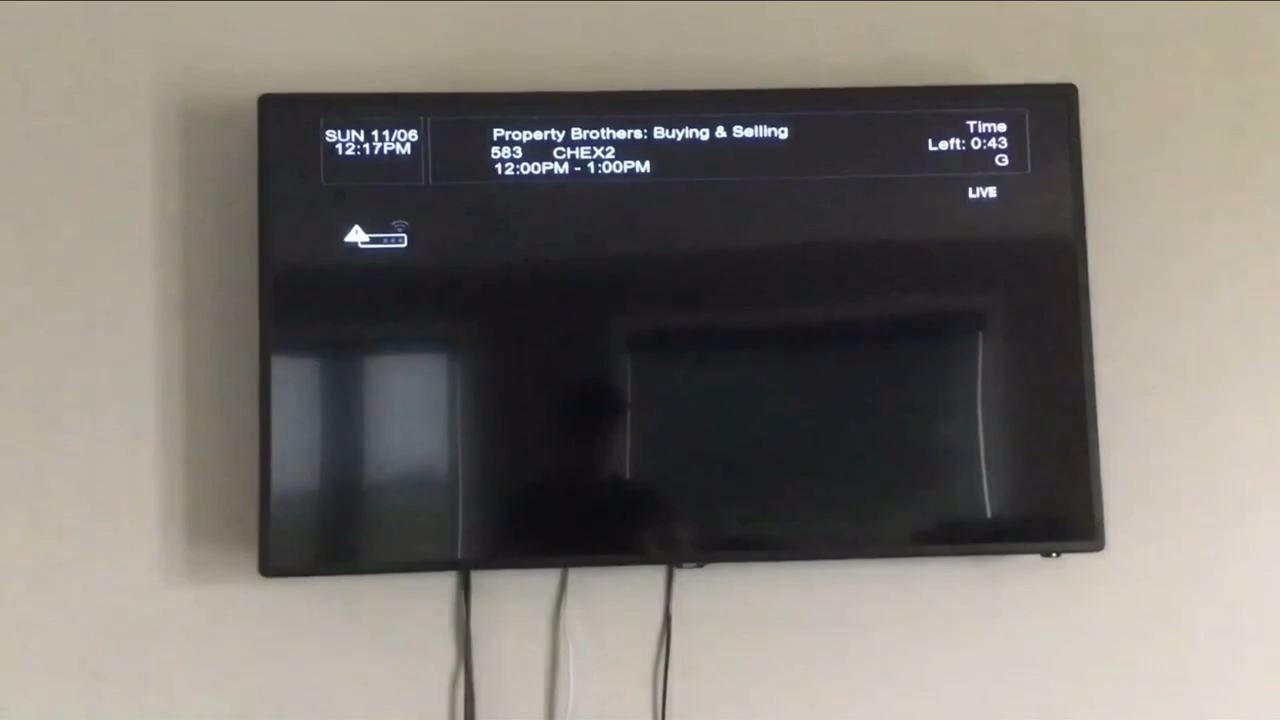 SUN 11/06
12:17PM
Property Brothers: Buying & Selling
583 CHEX2
12:00PM - 1:00PM
Time
Left: 0:43
G
LIVE